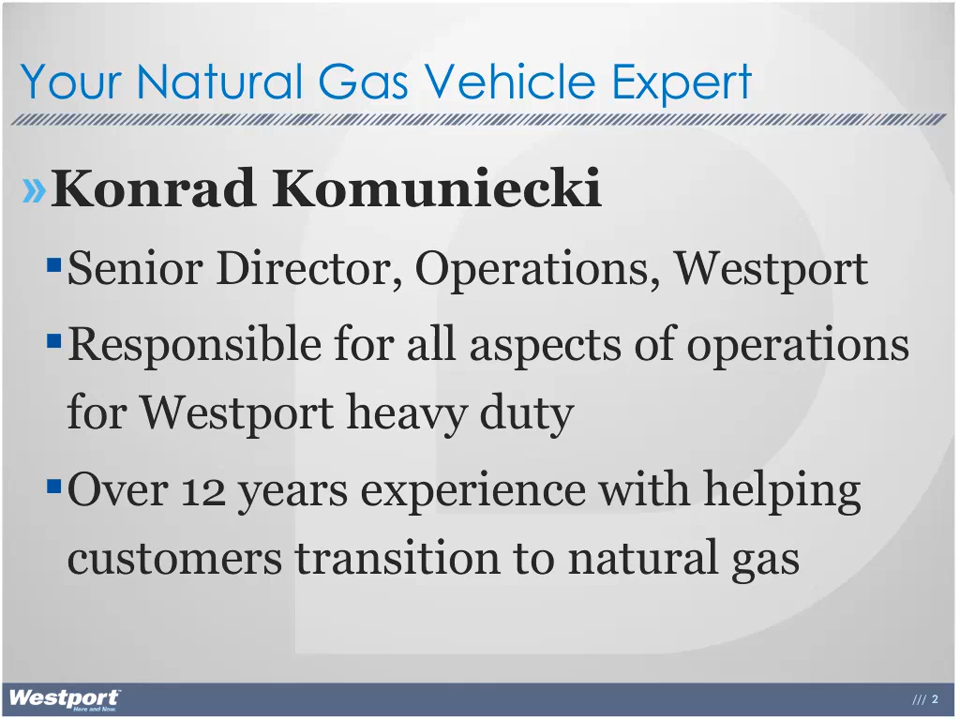 Your Natural Gas Vehicle Expert
»Konrad Komuniecki
▪Senior Director, Operations, Westport
▪Responsible for all aspects of operations
for Westport heavy duty
▪Over 12 years experience with helping
customers transition to natural gas
Westport™
Here and Now.
/// 2